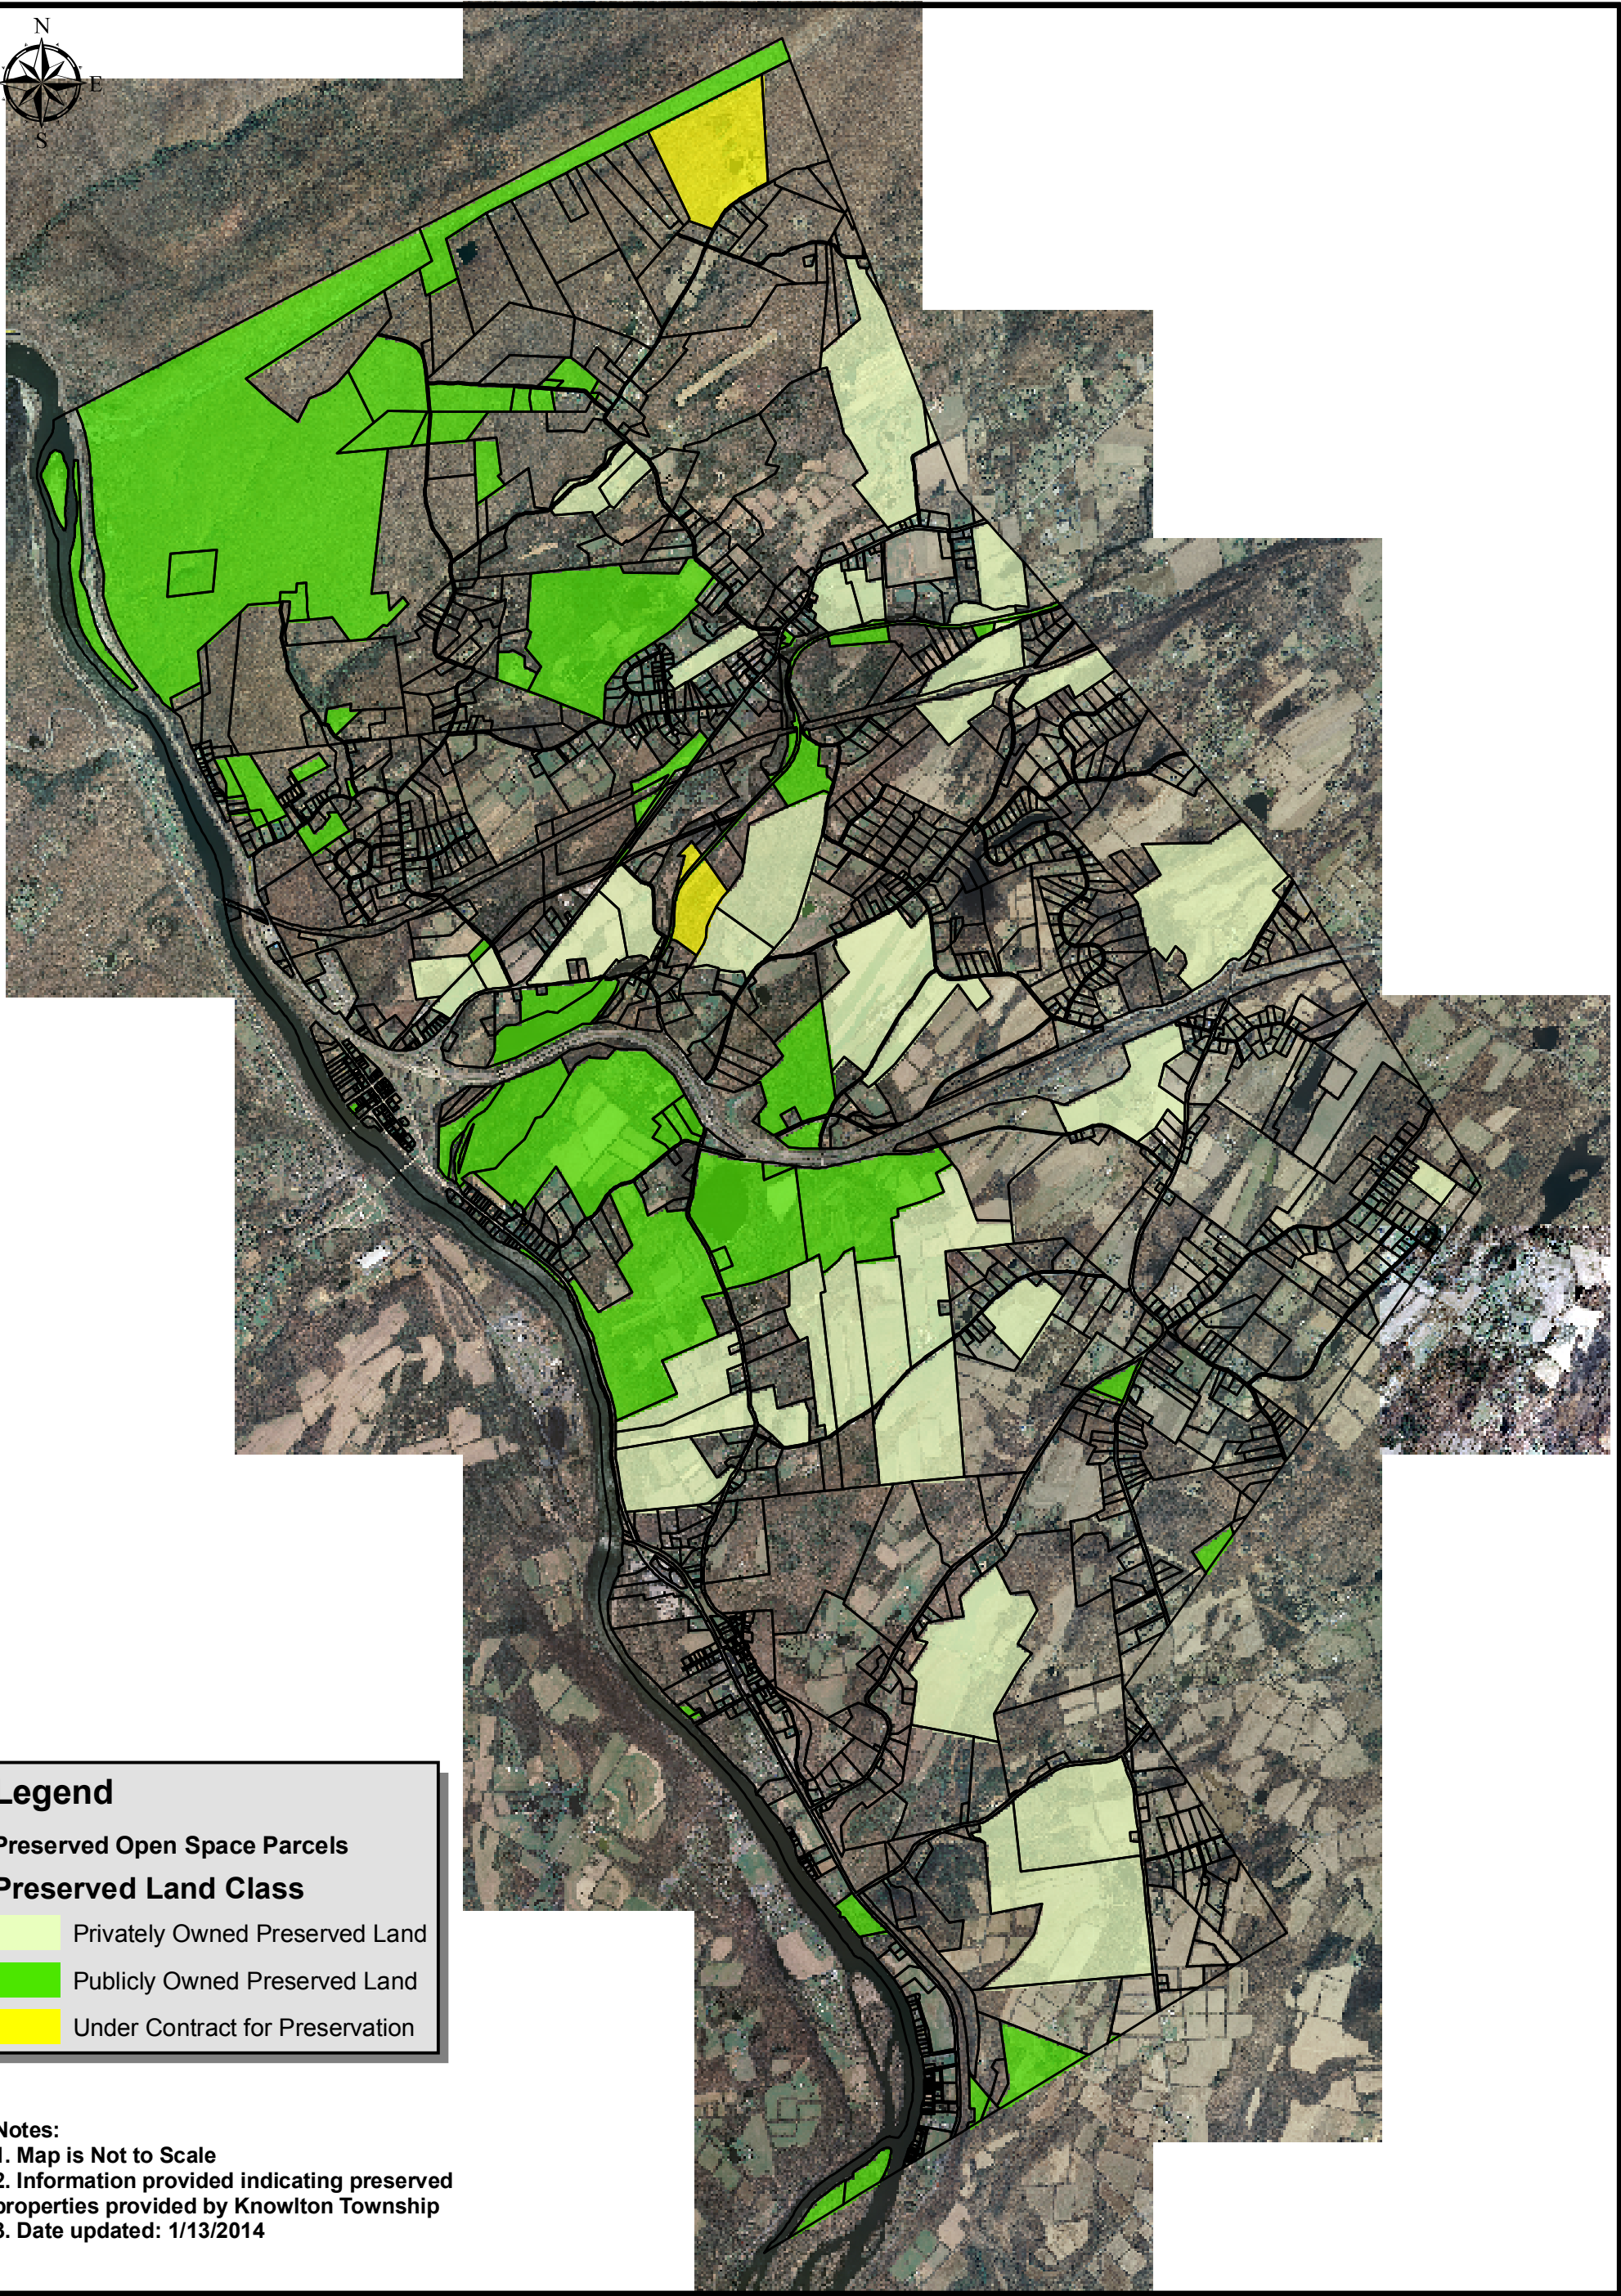 N
E
S
Legend
Preserved Open Space Parcels
Preserved Land Class
Privately Owned Preserved Land
Publicly Owned Preserved Land
Under Contract for Preservation
Notes:
1. Map is Not to Scale
2. Information provided indicating preserved
properties provided by Knowlton Township
3. Date updated: 1/13/2014